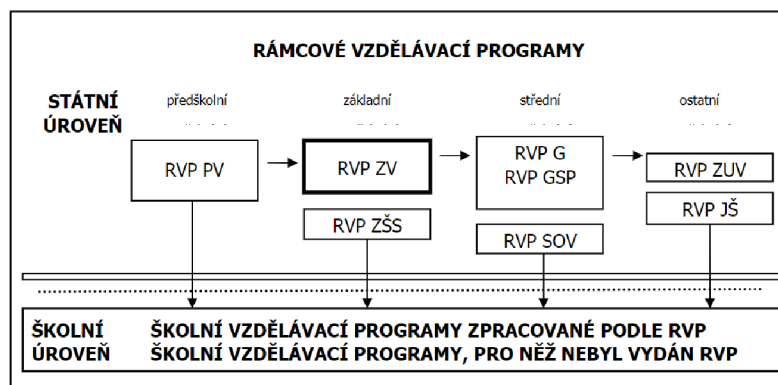 RÁMCOVÉ VZDĚLÁVACÍ PROGRAMY
STÁTNÍ ÚROVEŇ
předškolní
základní
střední
ostatní
RVP PV
RVP ZV
RVP G
RVP GSP
RVP ZUV
RVP ZŠS
RVP SOV
RVP JŠ
ŠKOLNÍ ÚROVEŇ
ŠKOLNÍ VZDĚLÁVACÍ PROGRAMY ZPRACOVANÉ PODLE RVP
ŠKOLNÍ VZDĚLÁVACÍ PROGRAMY, PRO NĚŽ NEBYL VYDÁN RVP